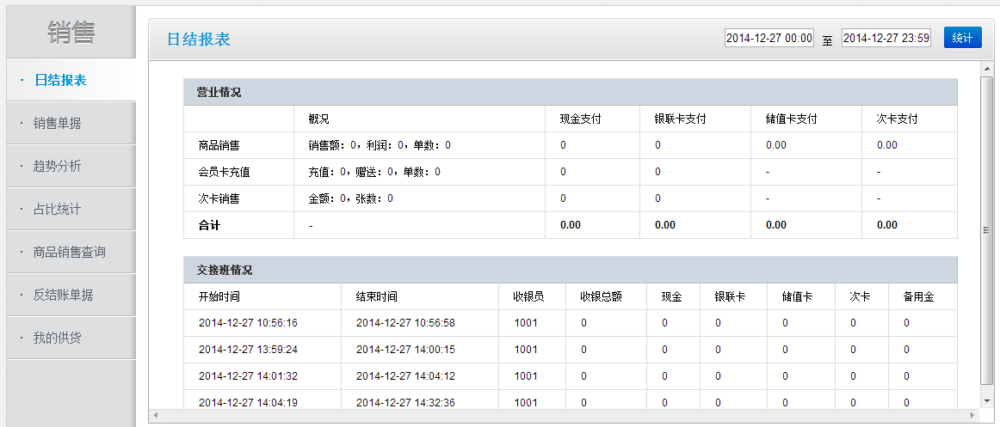 销售
日结报表
销售单据
趋势分析
占比统计
商品销售查询
反结账单据
我的供货
日结报表 2014-12-27 00:00 至 2014-12-27 23:59 统计
营业情况
概况 现金支付 银联卡支付 储值卡支付 次卡支付
商品销售 销售额：0，利润：0，单数：0 0 0 0.00 0.00
会员卡充值 充值：0，赠送：0，单数：0 0 0 - -
次卡销售 金额：0，张数：0 0 0 - -
合计 - 0.00 0.00 0.00 0.00
交接班情况
开始时间 结束时间 收银员 收银总额 现金 银联卡 储值卡 次卡 备用金
2014-12-27 10:56:16 2014-12-27 10:56:58 1001 0 0 0 0 0 0
2014-12-27 13:59:24 2014-12-27 14:00:15 1001 0 0 0 0 0 0
2014-12-27 14:01:32 2014-12-27 14:04:12 1001 0 0 0 0 0 0
2014-12-27 14:04:19 2014-12-27 14:32:36 1001 0 0 0 0 0 0